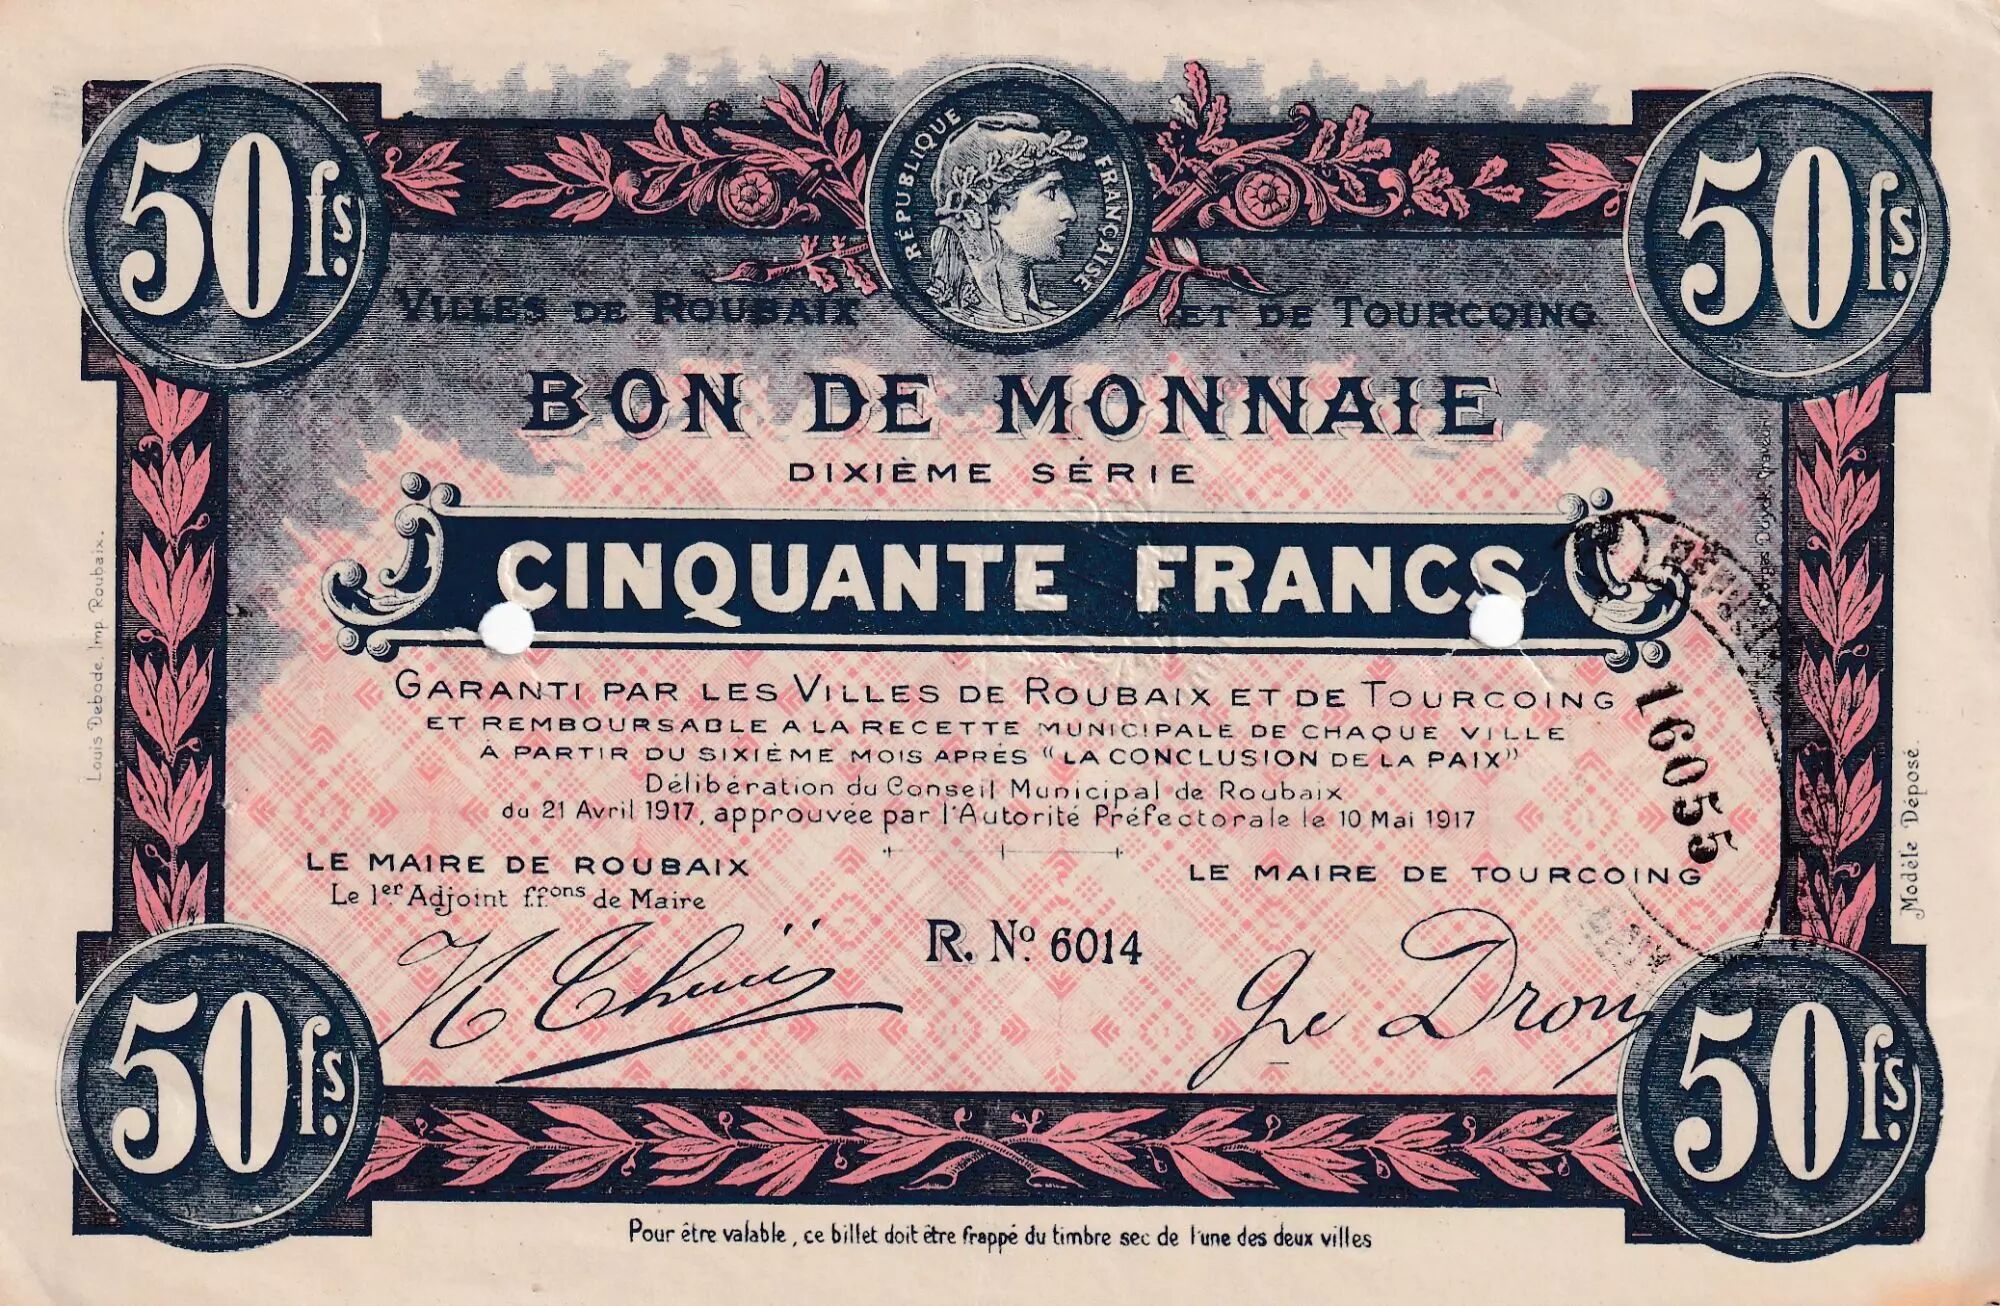 50 fs.
RÉPUBLIQUE FRANÇAISE
50 fs.
VILLES DE ROUBAIX ET DE TOURCOING
BON DE MONNAIE
DIXIÈME SÉRIE
CINQUANTE FRANCS
GARANTI PAR LES VILLES DE ROUBAIX ET DE TOURCOING
ET REMBOURSABLE A LA RECETTE MUNICIPALE DE CHAQUE VILLE
À PARTIR DU SIXIÈME MOIS APRÈS "LA CONCLUSION DE LA PAIX"
Délibération du Conseil Municipal de Roubaix
du 21 Avril 1917, approuvée par l'Autorité Préfectorale le 10 Mai 1917
LE MAIRE DE ROUBAIX
Le 1er Adjoint ff.ons de Maire
LE MAIRE DE TOURCOING
R. No 6014
16055
50 fs.
50 fs.
Louis Debode, Imp. Roubaix.
Graveur
Modèle Déposé.
Pour être valable, ce billet doit être frappé du timbre sec de l'une des deux villes